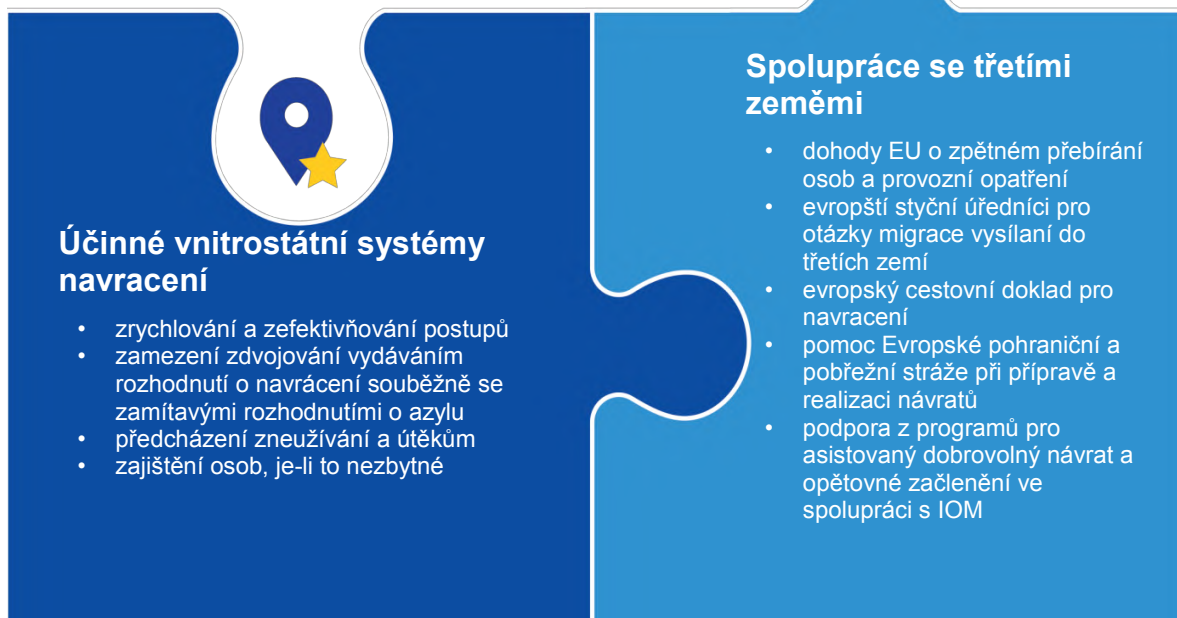 Účinné vnitrostátní systémy
navracení
• zrychlování a zefektivňování postupů
• zamezení zdvojování vydáváním
rozhodnutí o navrácení souběžně se
zamítavými rozhodnutími o azylu
• předcházení zneužívání a útěkům
• zajištění osob, je-li to nezbytné
Spolupráce se třetími
zeměmi
• dohody EU o zpětném přebírání
osob a provozní opatření
• evropští styční úředníci pro
otázky migrace vysílaní do
třetích zemí
• evropský cestovní doklad pro
navracení
• pomoc Evropské pohraniční a
pobřežní stráže při přípravě a
realizaci návratů
• podpora z programů pro
asistovaný dobrovolný návrat a
opětovné začlenění ve
spolupráci s IOM